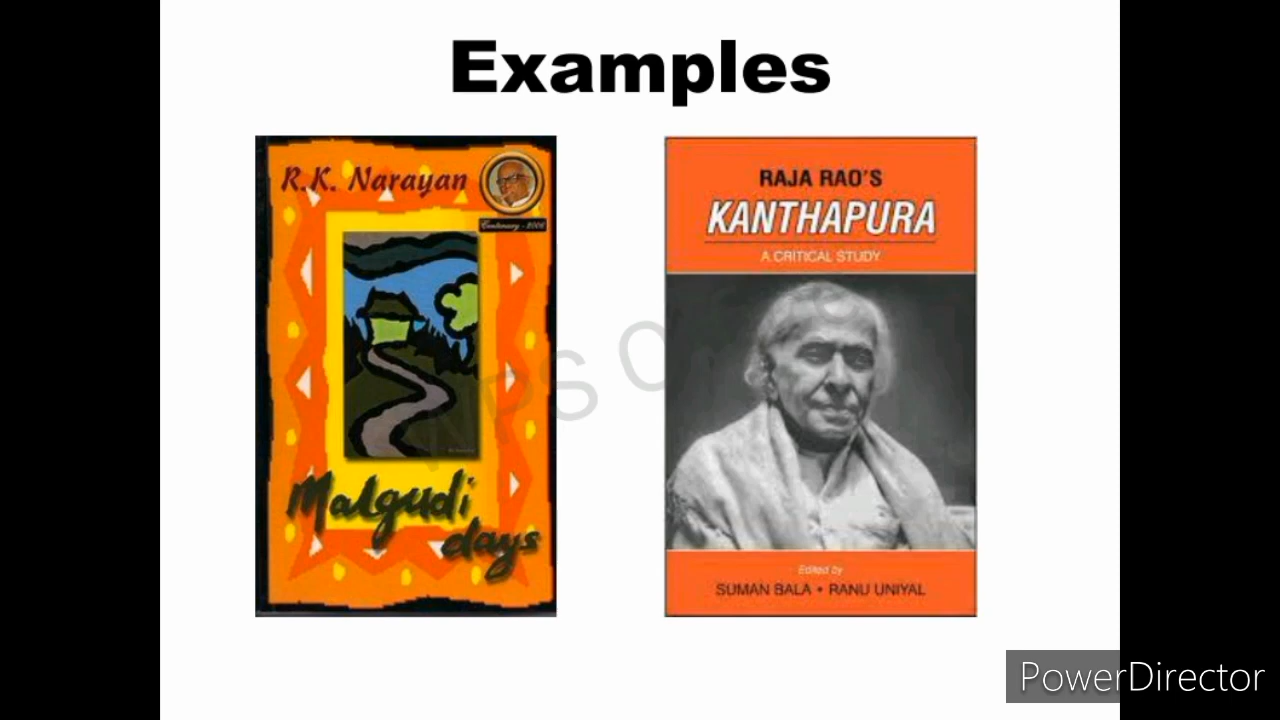 Examples
R.K. Narayan
Centenary - 2006
Malgudi
days
RAJA RAO'S
KANTHAPURA
A CRITICAL STUDY
Edited by
SUMAN BALA • RANU UNIYAL
PowerDirector